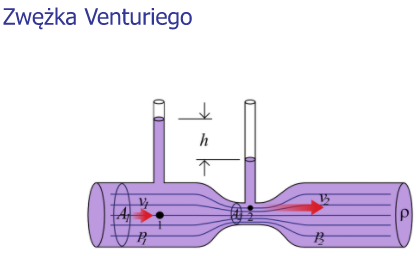 Zwężka Venturiego
h
v₁
v₂
A₁
1
2
ρ
p₁
p₂